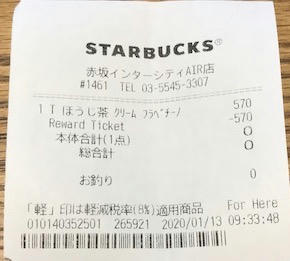 STARBUCKS®
赤坂インターシティAIR店
#1461 TEL 03-5545-3307
1 T ほうじ茶 クリーム フラペチーノ 570
Reward Ticket -570
本体合計(1点) 0
総合計 0
お釣り 0
「軽」印は軽減税率(8%)適用商品 For Here
010140352501 265921 2020/01/13 09:33:48